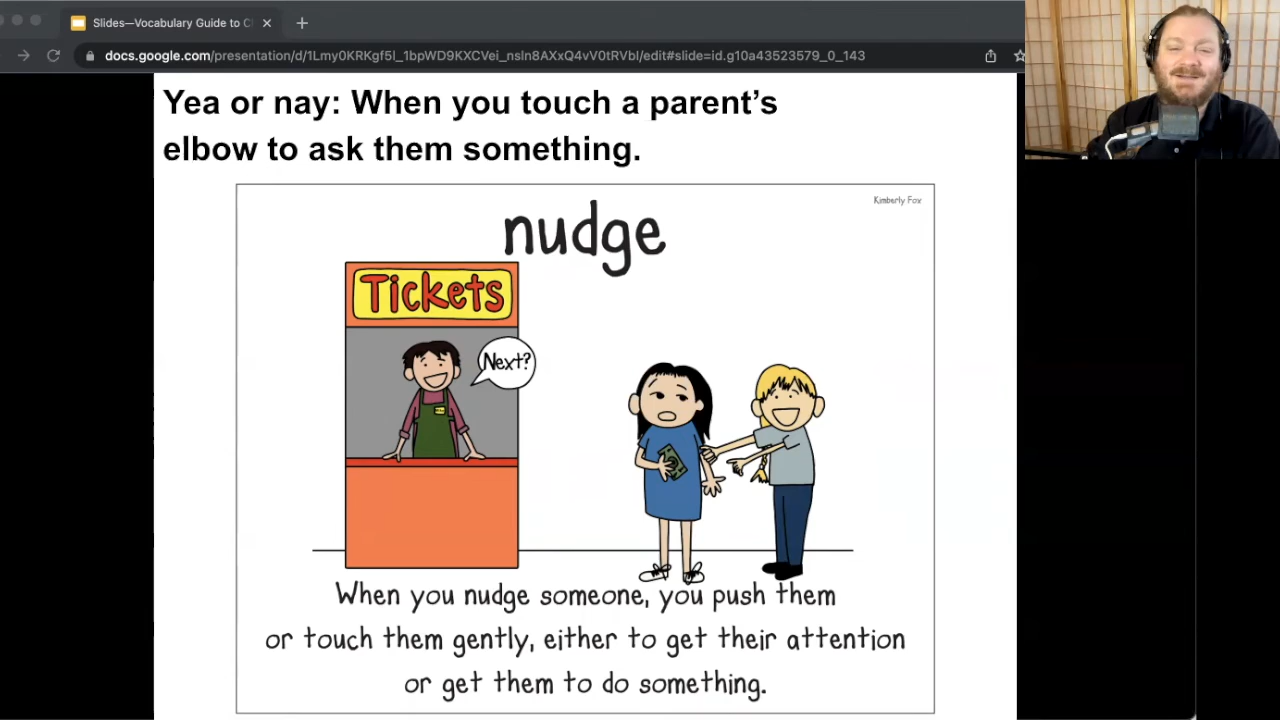 Slides—Vocabulary Guide to C
docs.google.com/presentation/d/1Lmy0KRKgf5I_1bpWD9KXCVei_nsIn8AXxQ4vV0tRVbI/edit#slide=id.g10a43523579_0_143
Yea or nay: When you touch a parent's
elbow to ask them something.
Kimberly Fox
nudge
Tickets
Next?
When you nudge someone, you push them
or touch them gently, either to get their attention
or get them to do something.